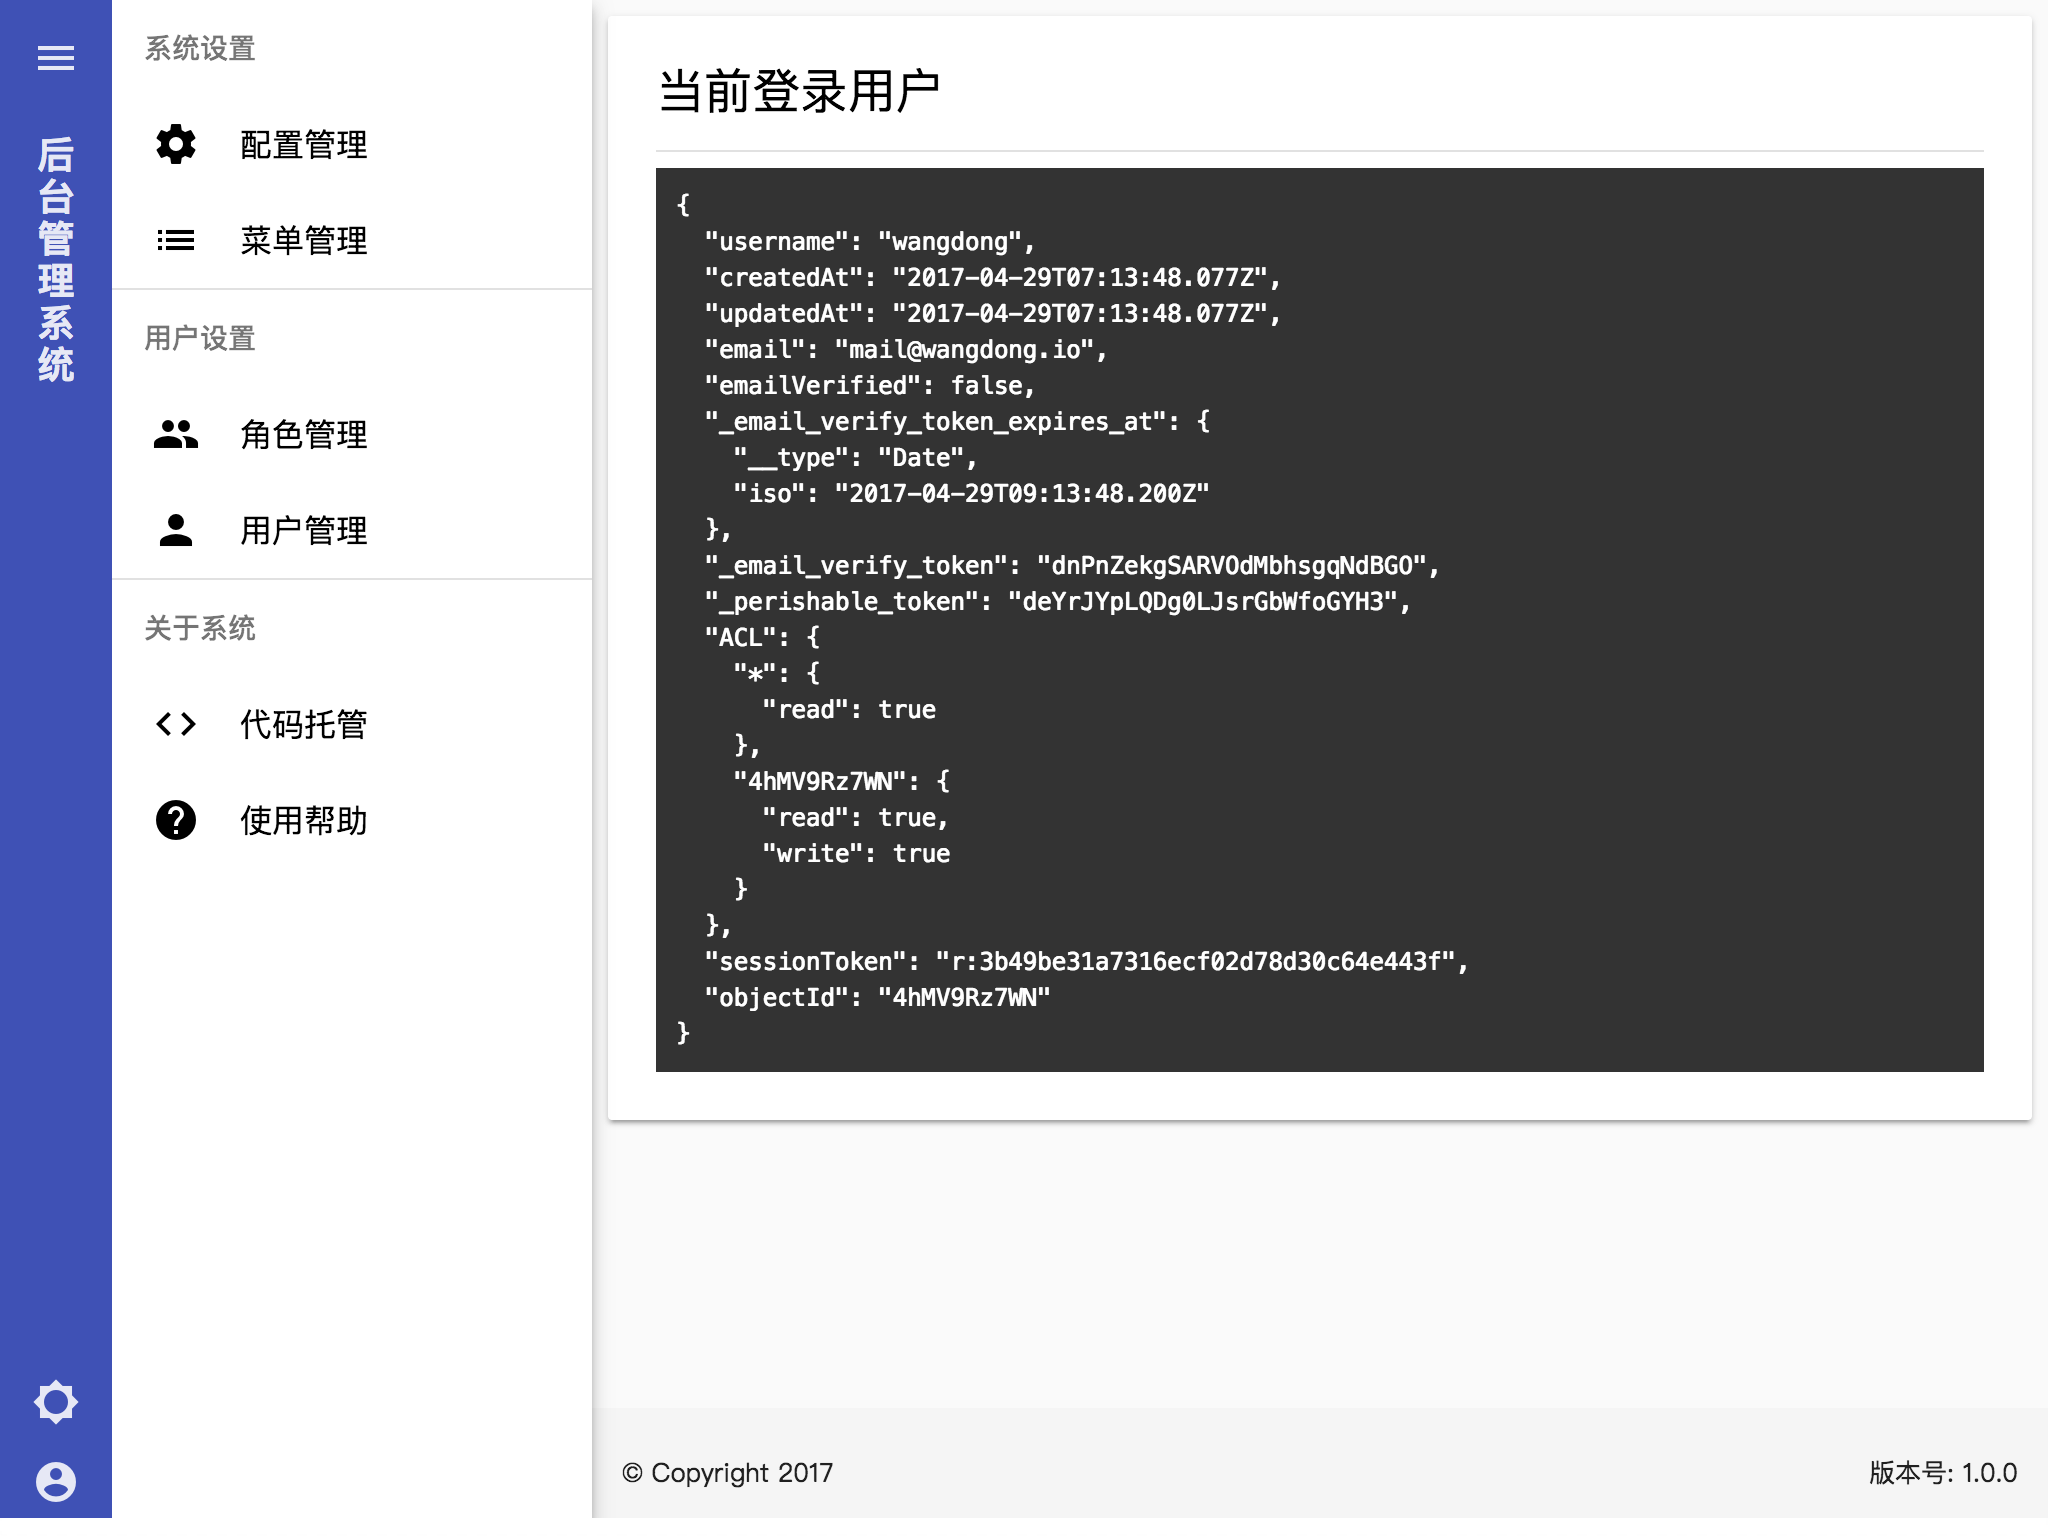 后台管理系统
系统设置
配置管理
菜单管理
用户设置
角色管理
用户管理
关于系统
代码托管
使用帮助
当前登录用户
{
  "username": "wangdong",
  "createdAt": "2017-04-29T07:13:48.077Z",
  "updatedAt": "2017-04-29T07:13:48.077Z",
  "email": "mail@wangdong.io",
  "emailVerified": false,
  "_email_verify_token_expires_at": {
    "__type": "Date",
    "iso": "2017-04-29T09:13:48.200Z"
  },
  "_email_verify_token": "dnPnZekgSARVOdMbhsgqNdBGO",
  "_perishable_token": "deYrJYpLQDg0LJsrGbWfoGYH3",
  "ACL": {
    "*": {
      "read": true
    },
    "4hMV9Rz7WN": {
      "read": true,
      "write": true
    }
  },
  "sessionToken": "r:3b49be31a7316ecf02d78d30c64e443f",
  "objectId": "4hMV9Rz7WN"
}
© Copyright 2017
版本号: 1.0.0